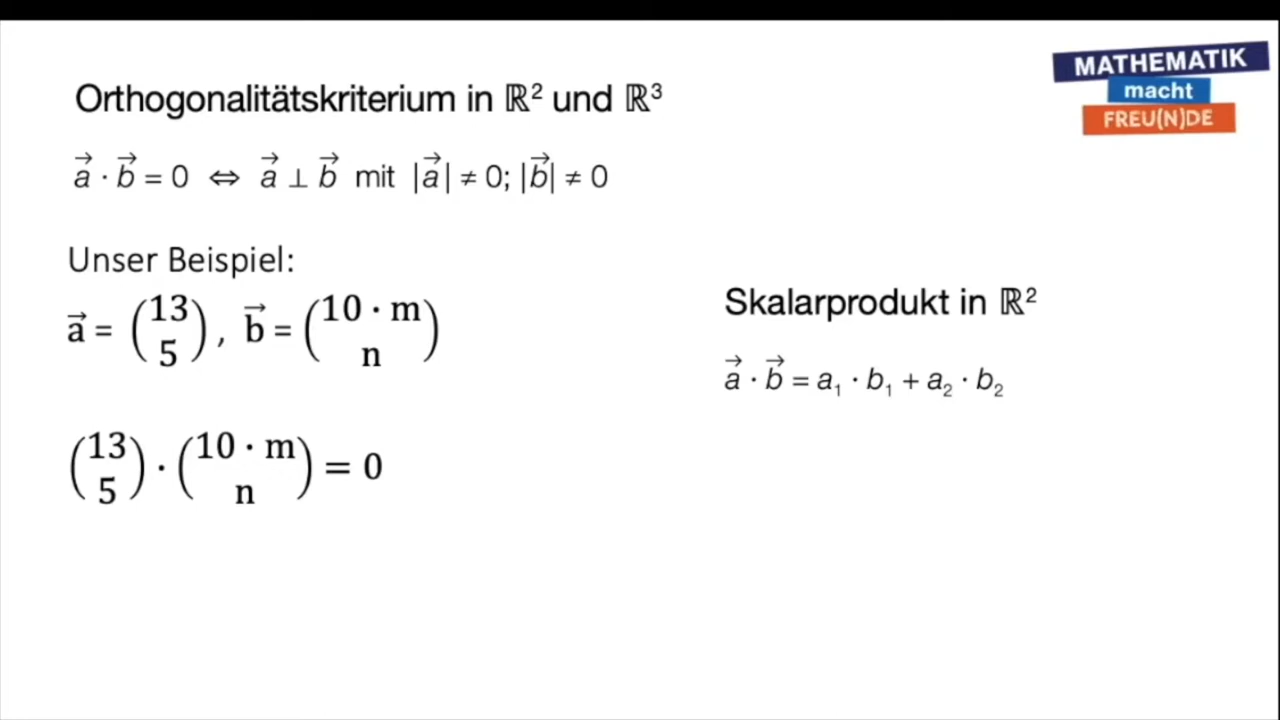 MATHEMATIK
macht
FREU(N)DE
Orthogonalitätskriterium in ℝ² und ℝ³
a⃗ · b⃗ = 0 ⇔ a⃗ ⊥ b⃗ mit |a⃗| ≠ 0; |b⃗| ≠ 0
Unser Beispiel:
a⃗ = (13 5), b⃗ = (10 · m n)
(13 5) · (10 · m n) = 0
Skalarprodukt in ℝ²
a⃗ · b⃗ = a₁ · b₁ + a₂ · b₂